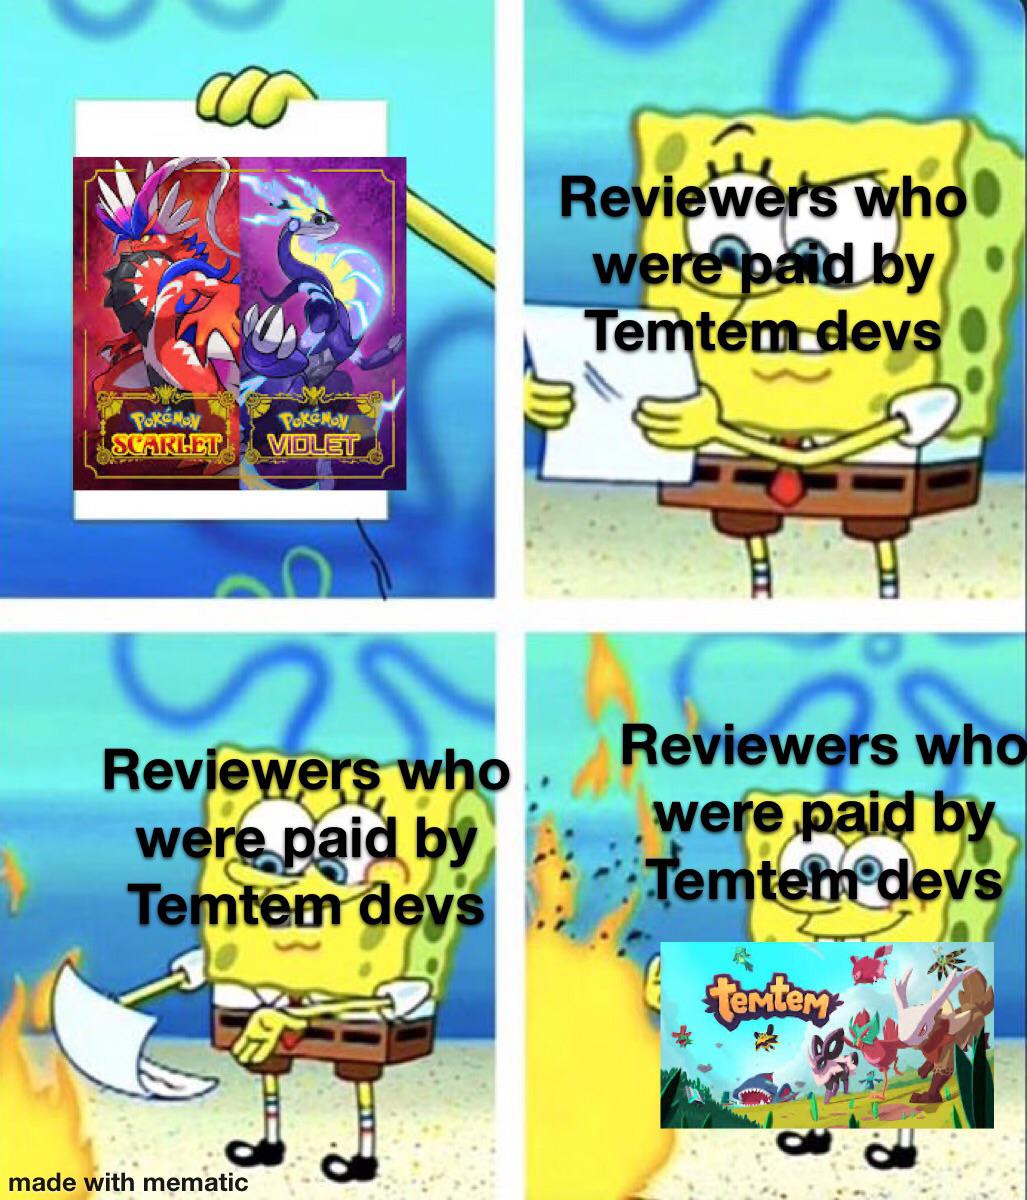 POKéMON
SCARLET
POKéMON
VIOLET
Reviewers who
were paid by
Temtem devs
Reviewers who
were paid by
Temtem devs
Reviewers who
were paid by
Temtem devs
temtem
made with mematic